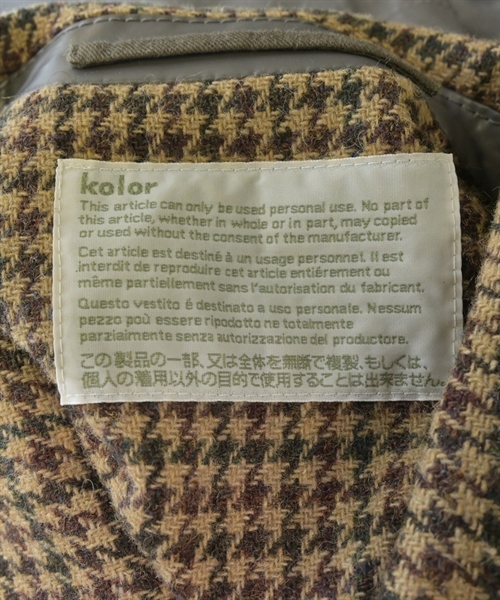 kolor
This article can only be used personal use. No part of
this article, whether in whole or in part, may copied
or used without the consent of the manufacturer.
Cet article est destiné à un usage personnel. Il est
interdit de reproduire cet article entiérement ou
même partiellement sans l'autorisation du fabricant.
Questo vestito é destinato a uso personale. Nessum
pezzo poù essere ripodotto ne totalmente
parzialmente senza autorizzazione del produttore.
この製品の一部、又は全体を無断で複製、もしくは、
個人の着用以外の目的で使用することは出来ません。